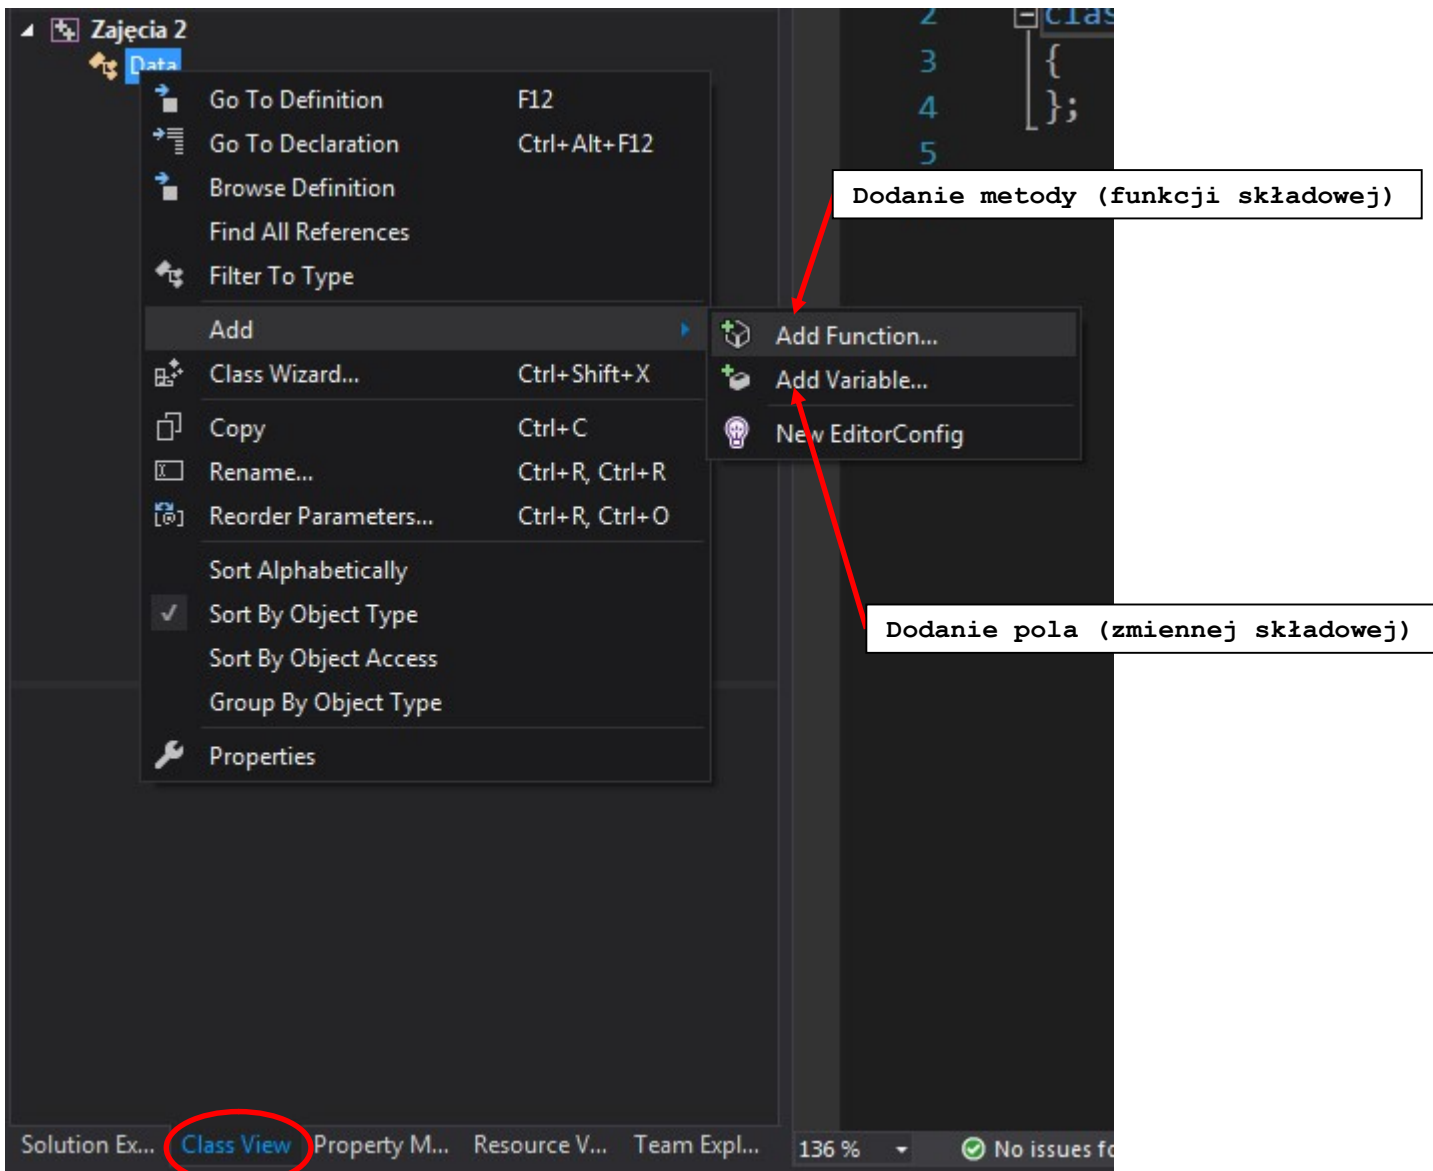 Zajęcia 2
Data
Go To Definition F12
Go To Declaration Ctrl+Alt+F12
Browse Definition
Find All References
Filter To Type
Add
Class Wizard... Ctrl+Shift+X
Copy Ctrl+C
Rename... Ctrl+R, Ctrl+R
Reorder Parameters... Ctrl+R, Ctrl+O
Sort Alphabetically
Sort By Object Type
Sort By Object Access
Group By Object Type
Properties
Add Function...
Add Variable...
New EditorConfig
2 clas
3 {
4 };
5
Dodanie metody (funkcji składowej)
Dodanie pola (zmiennej składowej)
Solution Ex... Class View Property M... Resource V... Team Expl...
136 % No issues fo